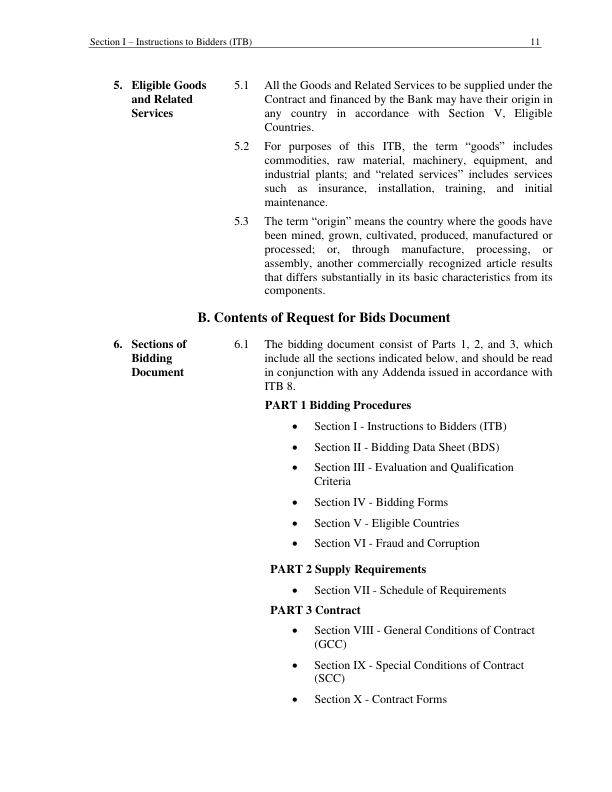 Section I – Instructions to Bidders (ITB) 11
5. Eligible Goods and Related Services
5.1 All the Goods and Related Services to be supplied under the
Contract and financed by the Bank may have their origin in
any country in accordance with Section V, Eligible
Countries.
5.2 For purposes of this ITB, the term “goods” includes
commodities, raw material, machinery, equipment, and
industrial plants; and “related services” includes services
such as insurance, installation, training, and initial
maintenance.
5.3 The term “origin” means the country where the goods have
been mined, grown, cultivated, produced, manufactured or
processed; or, through manufacture, processing, or
assembly, another commercially recognized article results
that differs substantially in its basic characteristics from its
components.
B. Contents of Request for Bids Document
6. Sections of Bidding Document
6.1 The bidding document consist of Parts 1, 2, and 3, which
include all the sections indicated below, and should be read
in conjunction with any Addenda issued in accordance with
ITB 8.
PART 1 Bidding Procedures
• Section I - Instructions to Bidders (ITB)
• Section II - Bidding Data Sheet (BDS)
• Section III - Evaluation and Qualification
Criteria
• Section IV - Bidding Forms
• Section V - Eligible Countries
• Section VI - Fraud and Corruption
PART 2 Supply Requirements
• Section VII - Schedule of Requirements
PART 3 Contract
• Section VIII - General Conditions of Contract
(GCC)
• Section IX - Special Conditions of Contract
(SCC)
• Section X - Contract Forms